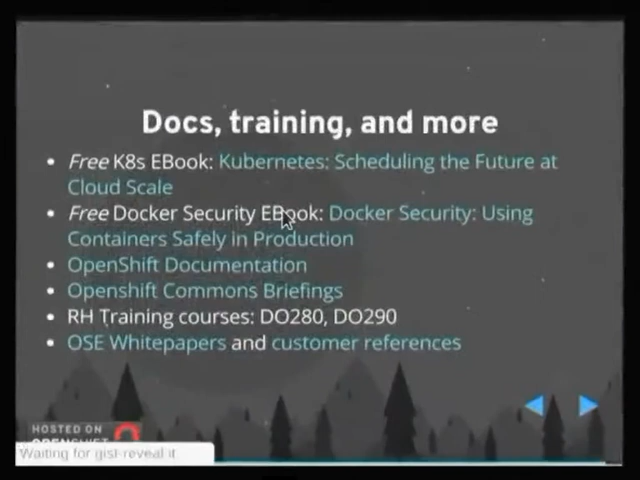 Docs, training, and more
• Free K8s EBook: Kubernetes: Scheduling the Future at
Cloud Scale
• Free Docker Security EBook: Docker Security: Using
Containers Safely in Production
• OpenShift Documentation
• Openshift Commons Briefings
• RH Training courses: DO280, DO290
• OSE Whitepapers and customer references
HOSTED ON
OPENSHIFT
Waiting for gist-reveal.it